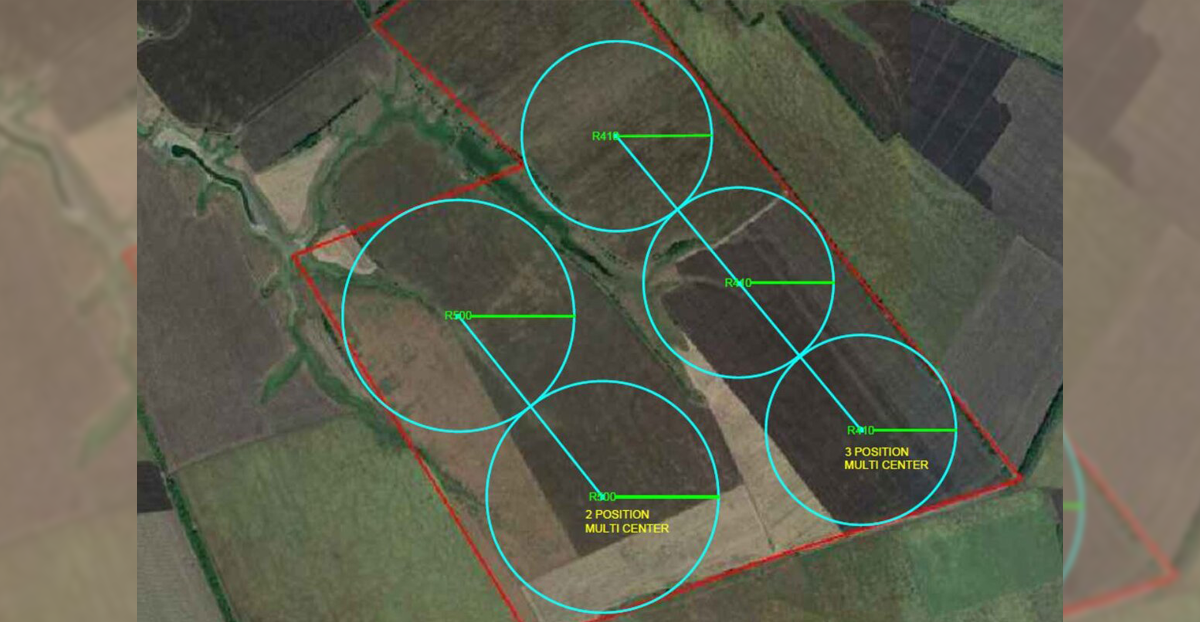 R410
R410
R500
R410
3 POSITION
MULTI CENTER
R500
2 POSITION
MULTI CENTER